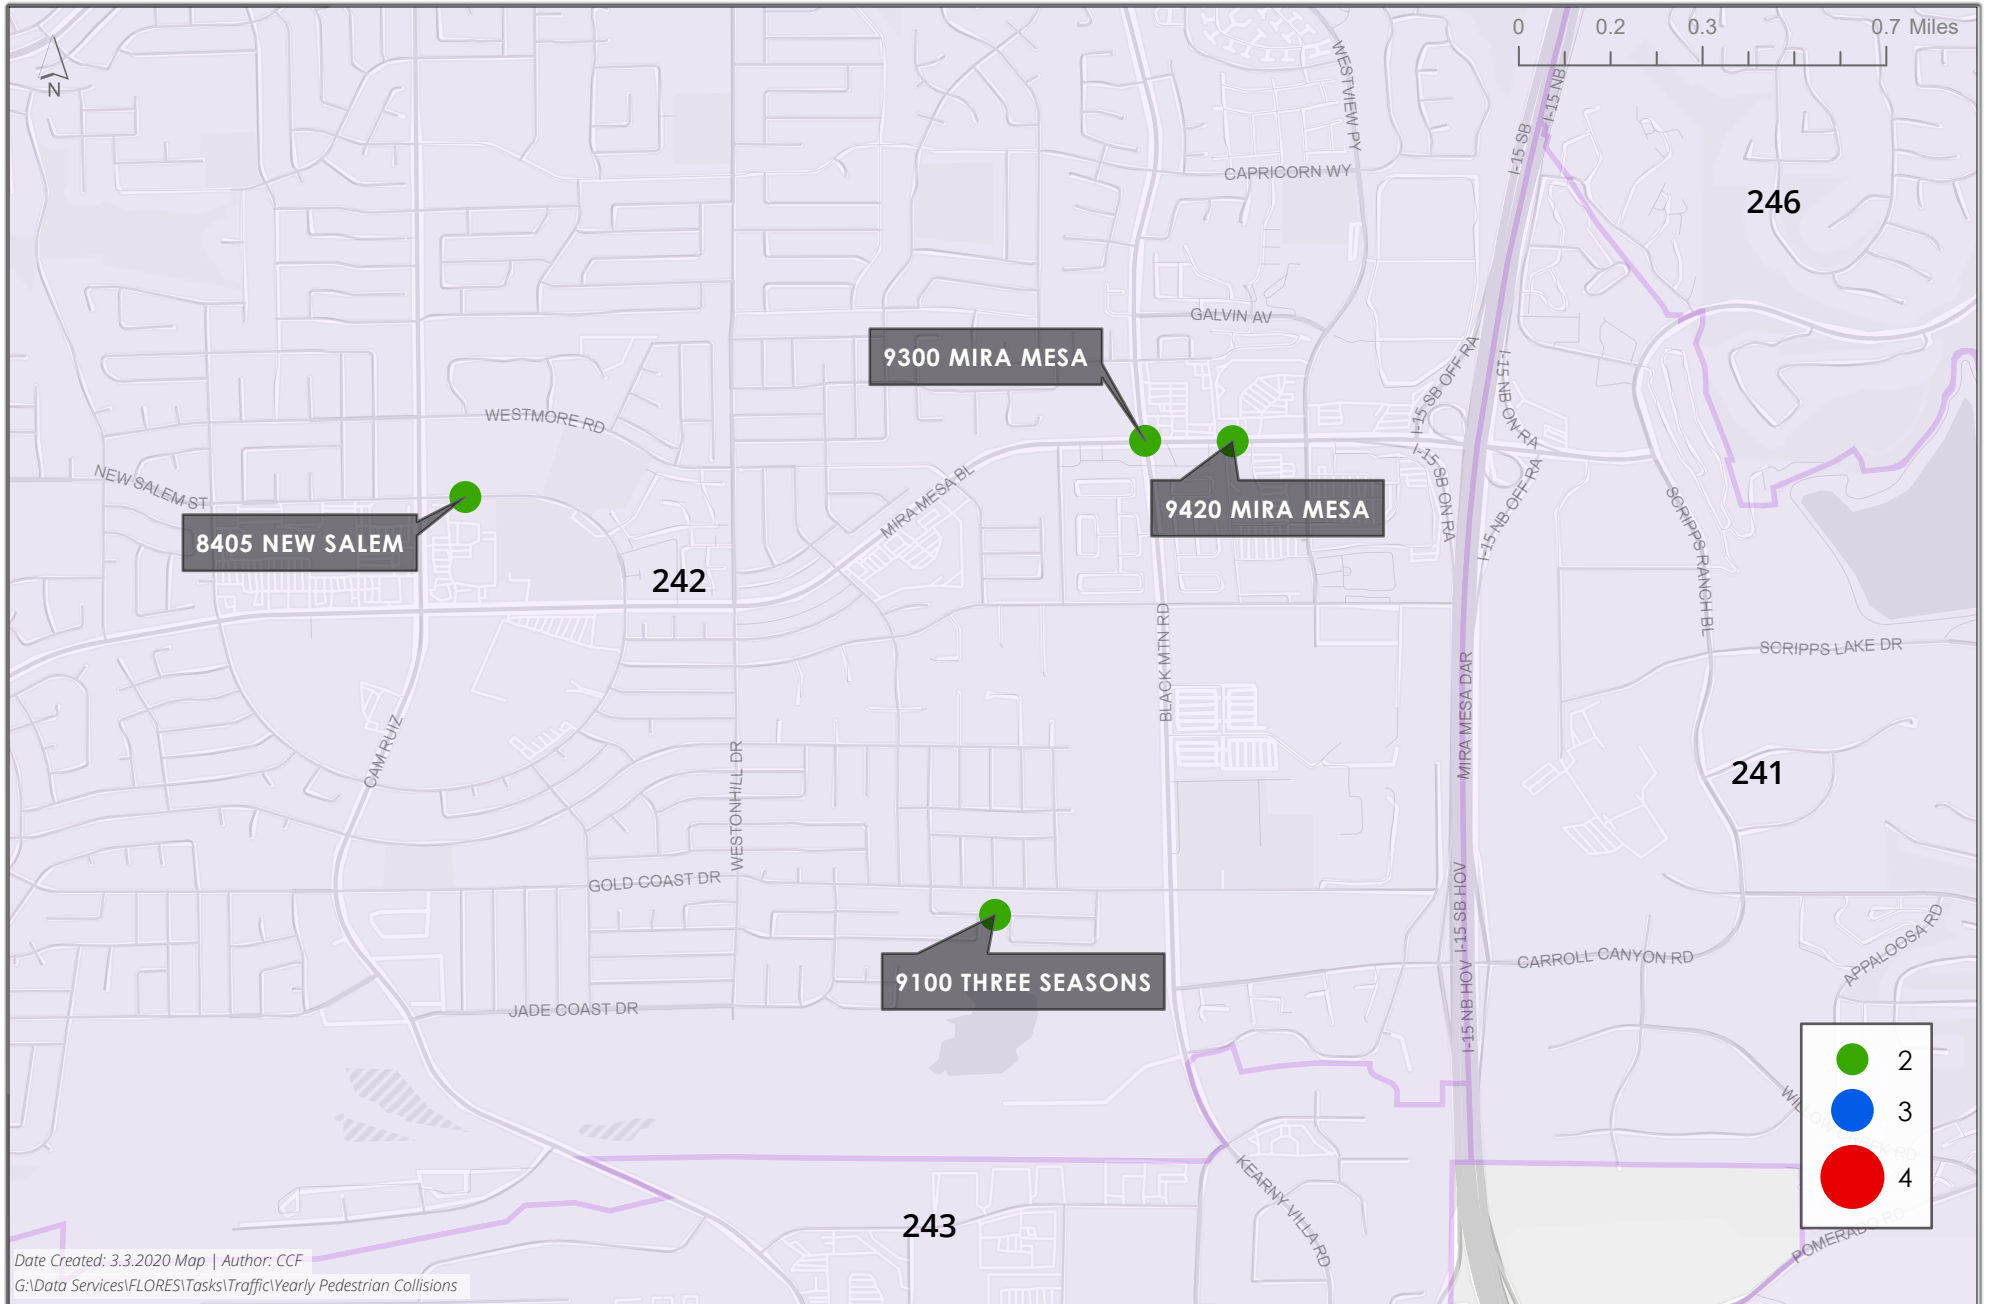 0 0.2 0.3 0.7 Miles
N
I-15 NB
I-15 SB
WESTVIEW PY
CAPRICORN WY
246
GALVIN AV
9300 MIRA MESA
I-15 SB OFF RA
I-15 NB ON RA
WESTMORE RD
NEW SALEM ST
MIRA MESA BL
9420 MIRA MESA
I-15 SB ON RA
I-15 NB OFF RA
SCRIPPS RANCH BL
8405 NEW SALEM
242
SCRIPPS LAKE DR
BLACK MTN RD
MIRA MESA DAR
CAM RUIZ
WESTONHILL DR
241
GOLD COAST DR
I-15 SB HOV
APPALOOSA RD
CARROLL CANYON RD
9100 THREE SEASONS
I-15 NB HOV
JADE COAST DR
2
3
4
KEARNY VILLA RD
POMERADO RD
243
Date Created: 3.3.2020 Map | Author: CCF
G:\Data Services\FLORES\Tasks\Traffic\Yearly Pedestrian Collisions